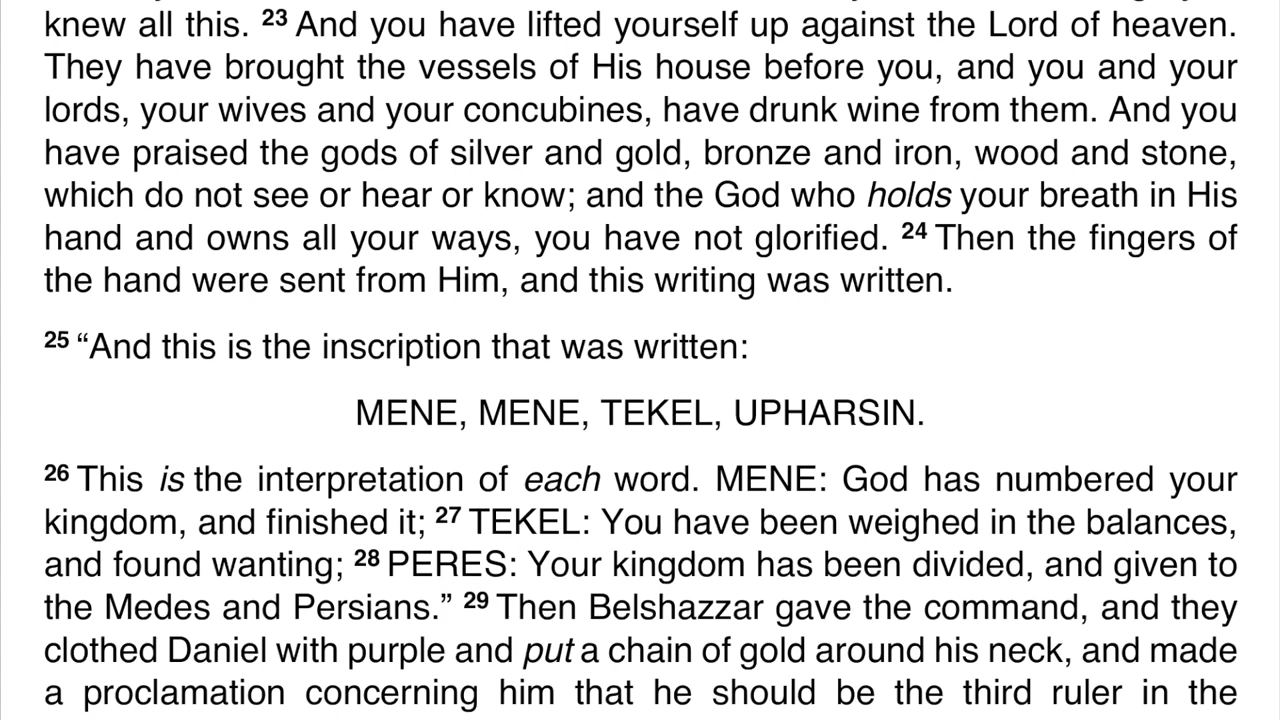 knew all this. 23 And you have lifted yourself up against the Lord of heaven.
They have brought the vessels of His house before you, and you and your
lords, your wives and your concubines, have drunk wine from them. And you
have praised the gods of silver and gold, bronze and iron, wood and stone,
which do not see or hear or know; and the God who holds your breath in His
hand and owns all your ways, you have not glorified. 24 Then the fingers of
the hand were sent from Him, and this writing was written.
25 “And this is the inscription that was written:
MENE, MENE, TEKEL, UPHARSIN.
26 This is the interpretation of each word. MENE: God has numbered your
kingdom, and finished it; 27 TEKEL: You have been weighed in the balances,
and found wanting; 28 PERES: Your kingdom has been divided, and given to
the Medes and Persians.” 29 Then Belshazzar gave the command, and they
clothed Daniel with purple and put a chain of gold around his neck, and made
a proclamation concerning him that he should be the third ruler in the